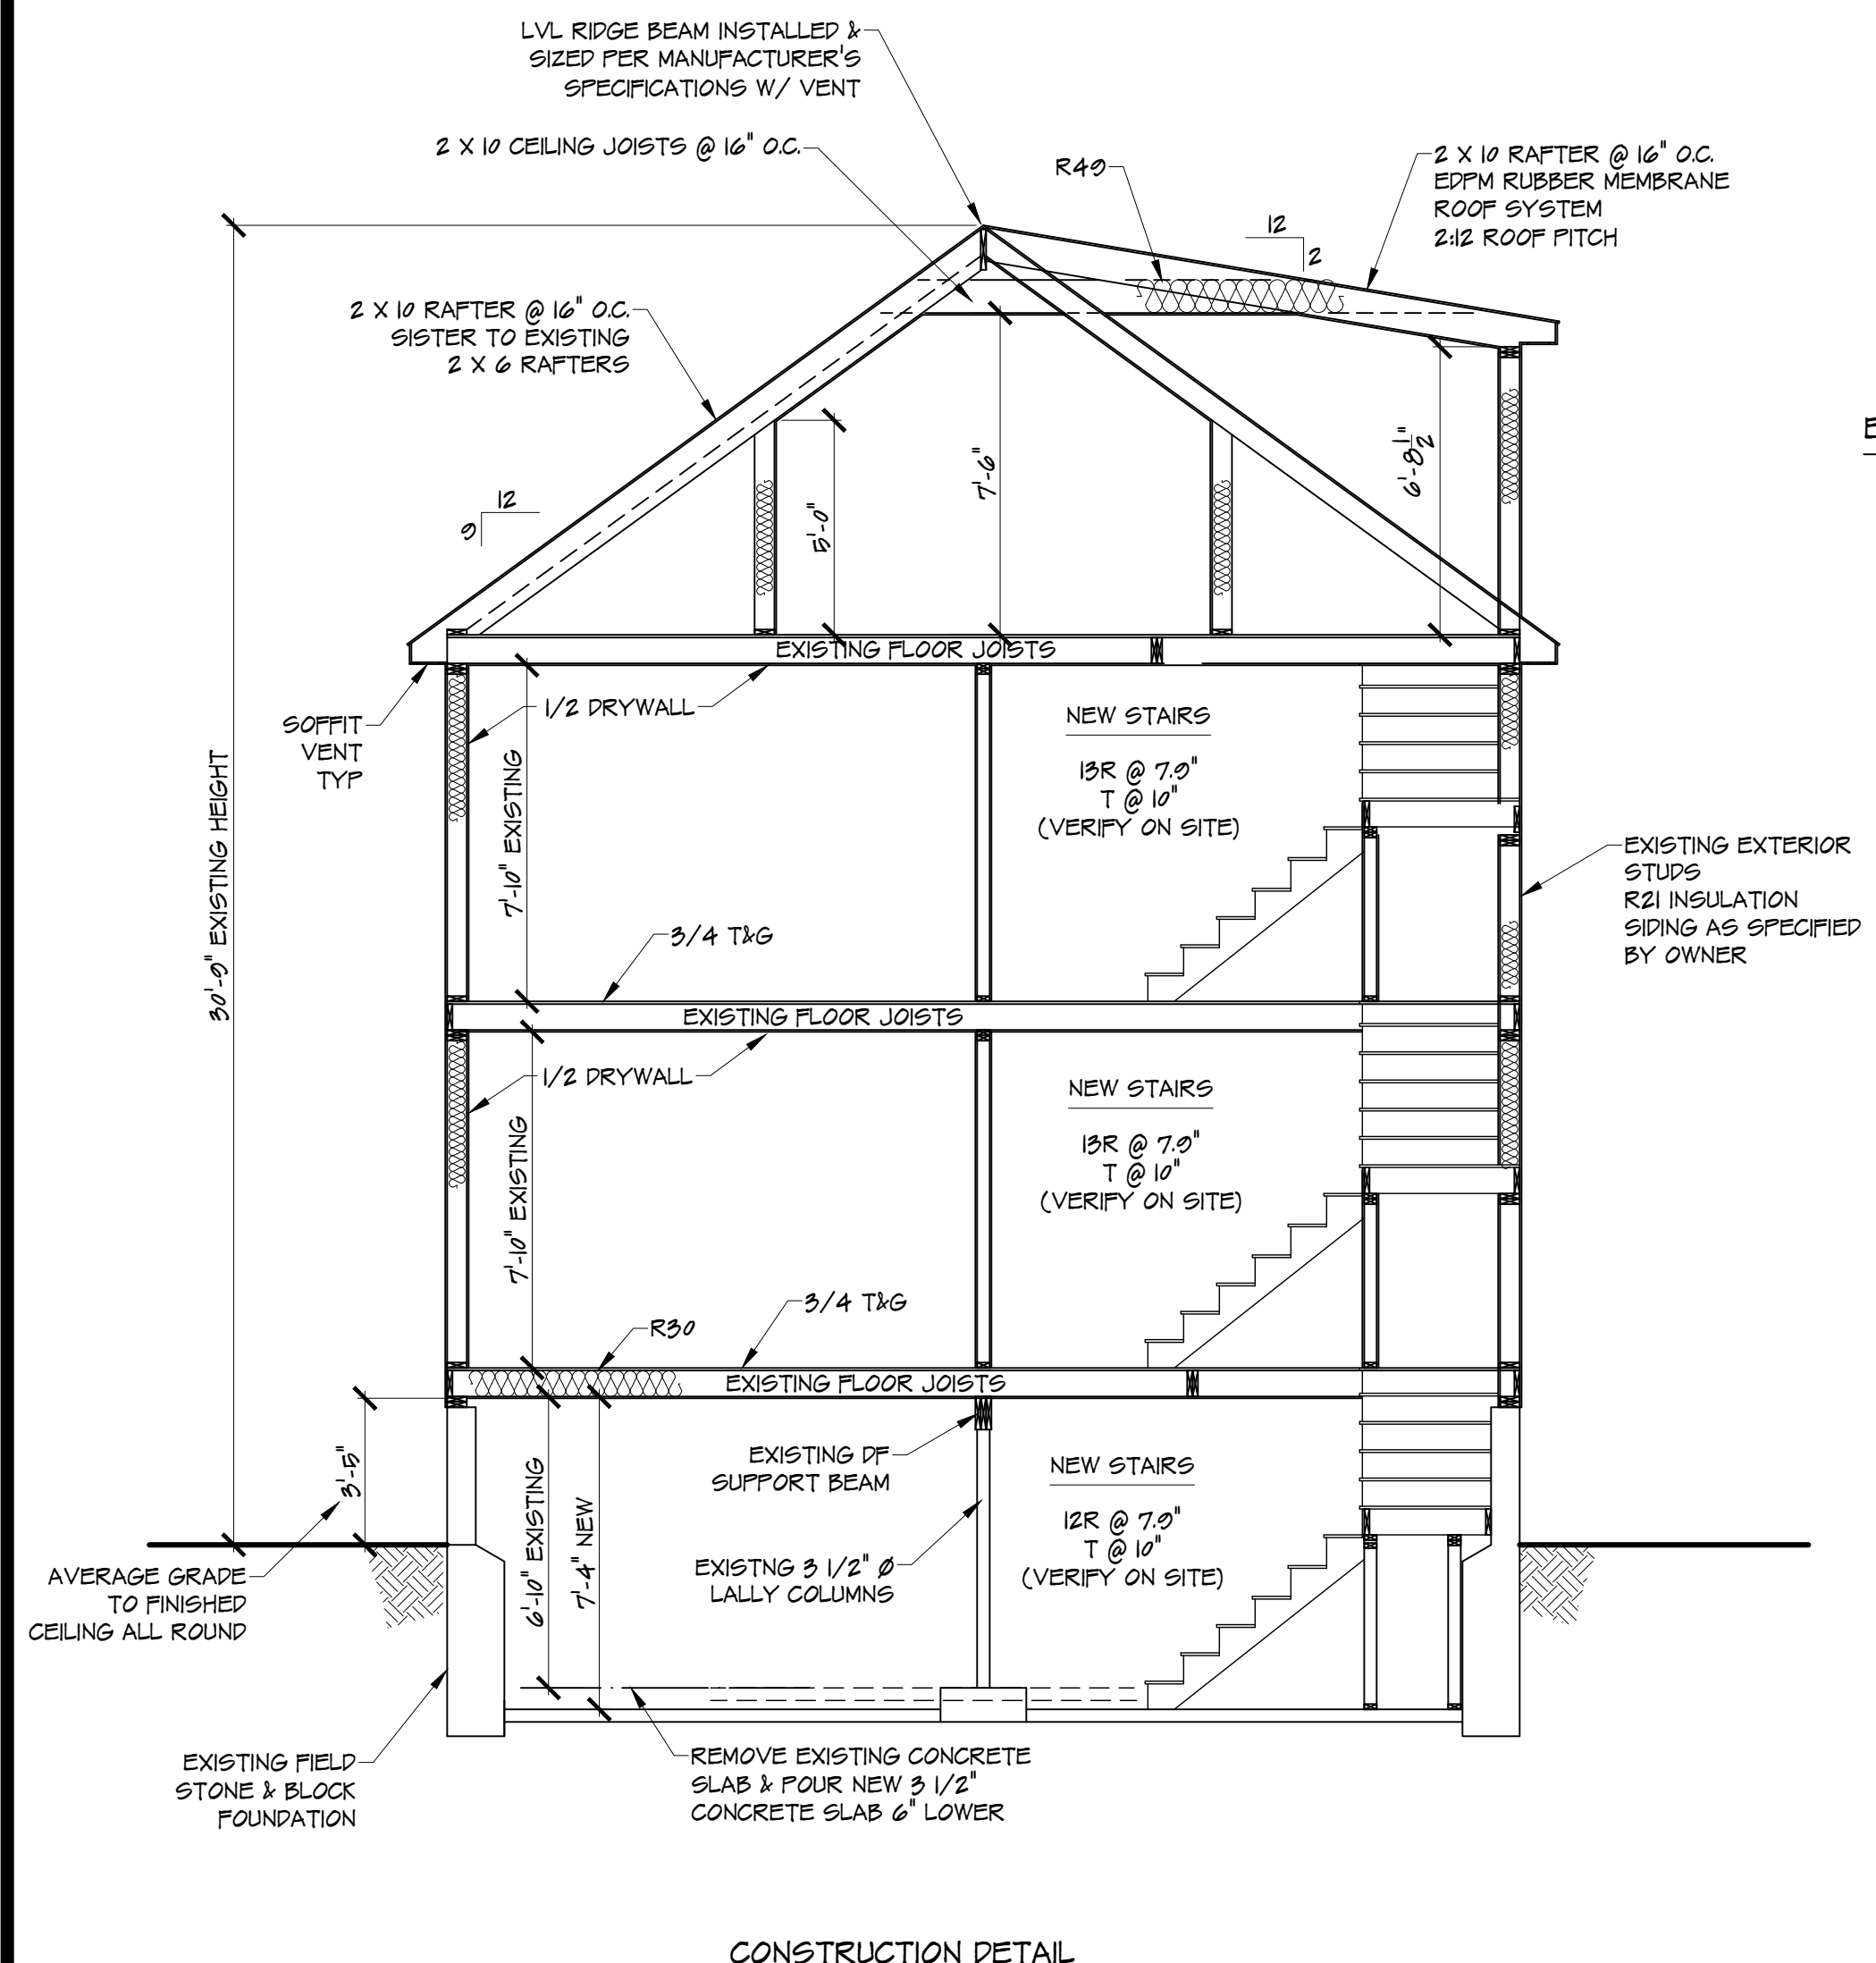 LVL RIDGE BEAM INSTALLED &
SIZED PER MANUFACTURER'S
SPECIFICATIONS W/ VENT
2 X 10 CEILING JOISTS @ 16" O.C.
R49
2 X 10 RAFTER @ 16" O.C.
EDPM RUBBER MEMBRANE
ROOF SYSTEM
2:12 ROOF PITCH
12
2
2 X 10 RAFTER @ 16" O.C.
SISTER TO EXISTING
2 X 6 RAFTERS
12
9
5'-0"
7'-6"
6'-8 1/2"
E
EXISTING FLOOR JOISTS
SOFFIT
VENT
TYP
1/2 DRYWALL
7'-10" EXISTING
NEW STAIRS
13R @ 7.9"
T @ 10"
(VERIFY ON SITE)
30'-9" EXISTING HEIGHT
EXISTING EXTERIOR
STUDS
R21 INSULATION
SIDING AS SPECIFIED
BY OWNER
3/4 T&G
EXISTING FLOOR JOISTS
1/2 DRYWALL
7'-10" EXISTING
NEW STAIRS
13R @ 7.9"
T @ 10"
(VERIFY ON SITE)
3/4 T&G
R30
EXISTING FLOOR JOISTS
3'-5"
AVERAGE GRADE
TO FINISHED
CEILING ALL ROUND
6'-10" EXISTING
7'-4" NEW
EXISTING DF
SUPPORT BEAM
EXISTNG 3 1/2" Ø
LALLY COLUMNS
NEW STAIRS
12R @ 7.9"
T @ 10"
(VERIFY ON SITE)
EXISTING FIELD
STONE & BLOCK
FOUNDATION
REMOVE EXISTING CONCRETE
SLAB & POUR NEW 3 1/2"
CONCRETE SLAB 6" LOWER
CONSTRUCTION DETAIL